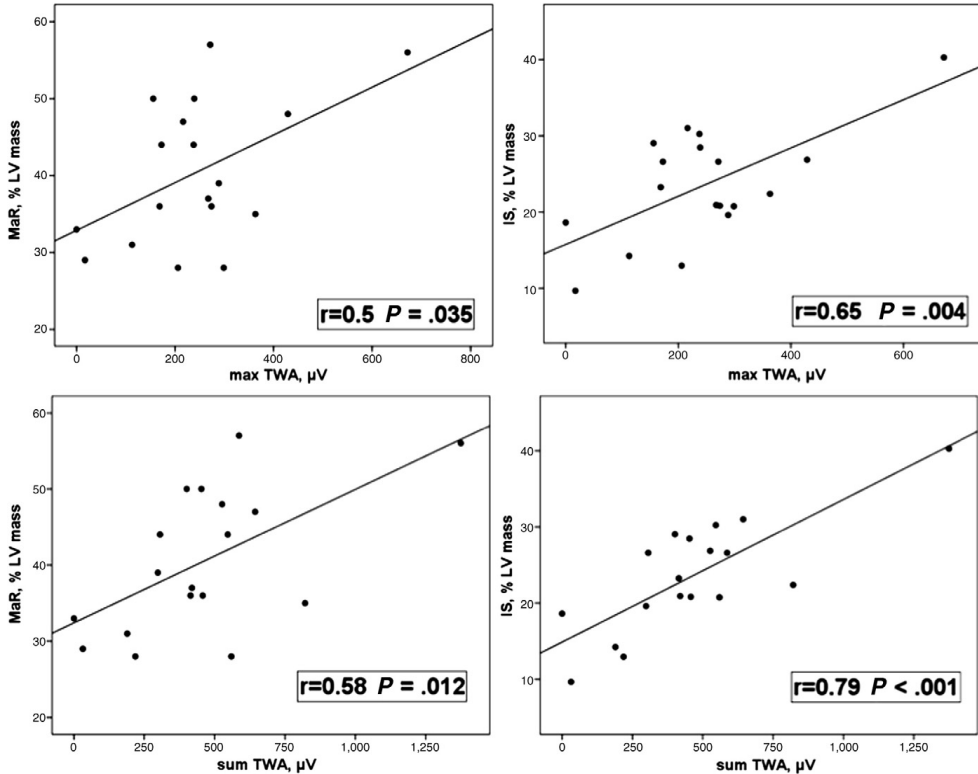 60
50
40
30
20
MaR, % LV mass
r=0.5 P = .035
0 200 400 600 800
max TWA, µV
40
30
20
10
IS, % LV mass
r=0.65 P = .004
0 200 400 600
max TWA, µV
60
50
40
30
20
MaR, % LV mass
r=0.58 P = .012
0 250 500 750 1,000 1,250
sum TWA, µV
40
30
20
10
IS, % LV mass
r=0.79 P < .001
0 250 500 750 1,000 1,250
sum TWA, µV